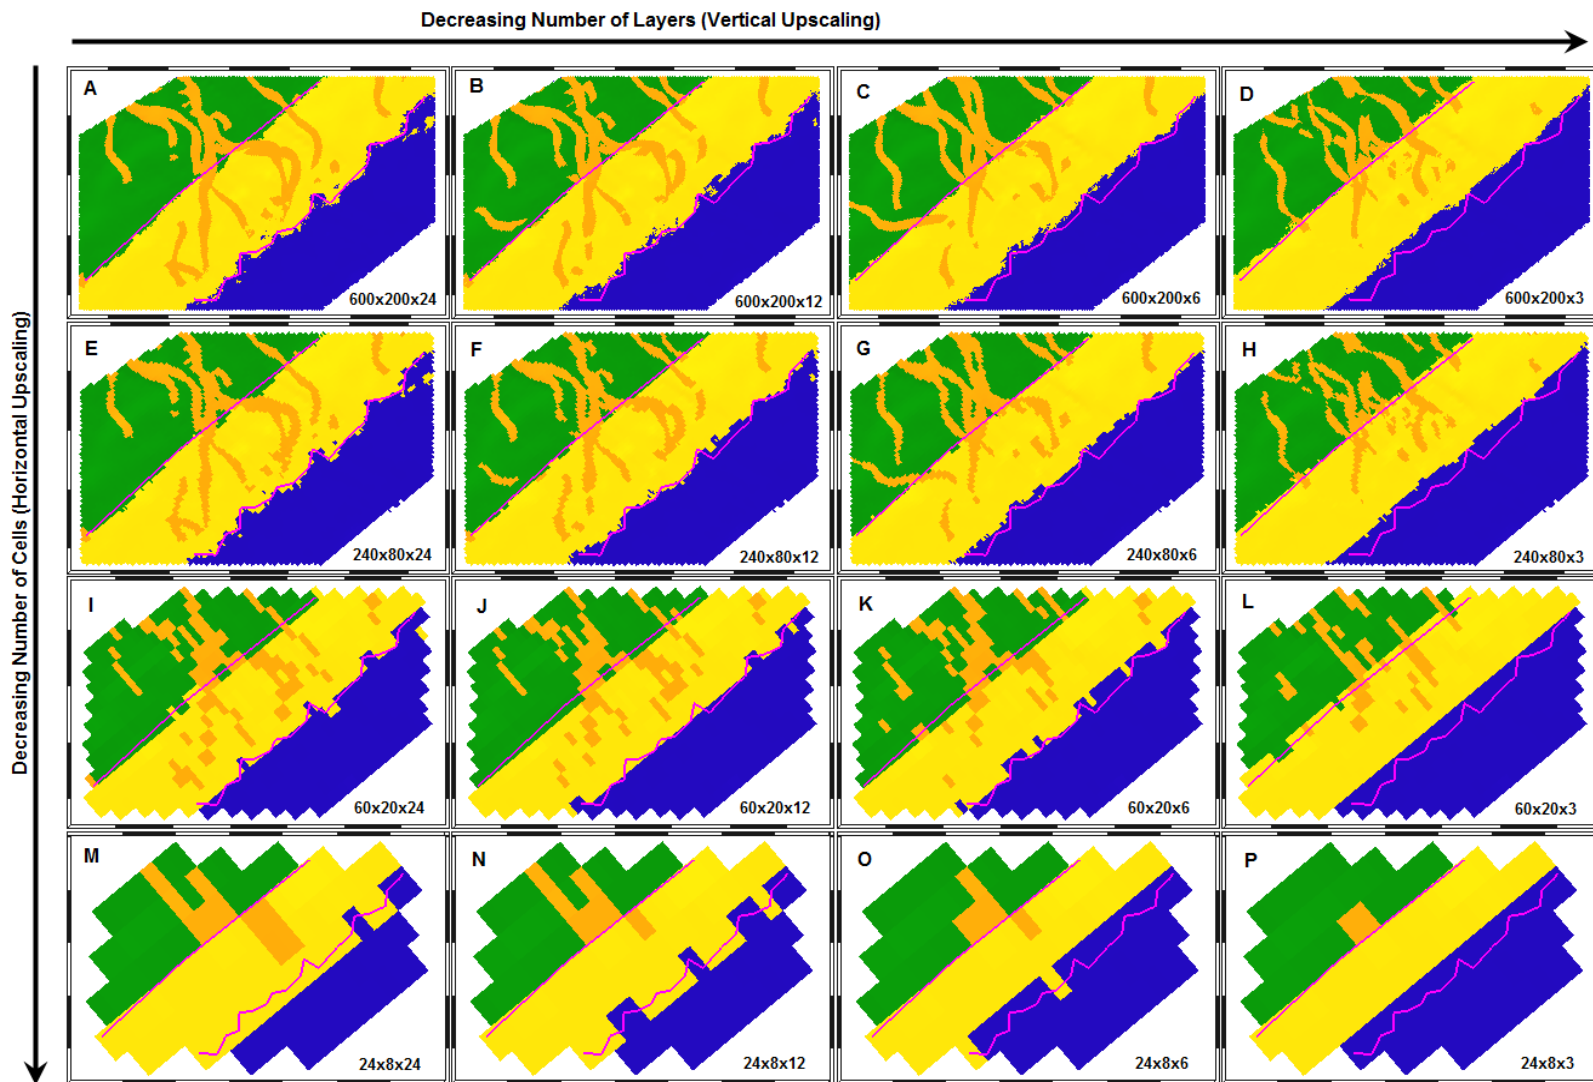 Decreasing Number of Layers (Vertical Upscaling)
Decreasing Number of Cells (Horizontal Upscaling)
A
B
C
D
600x200x24
600x200x12
600x200x6
600x200x3
E
F
G
H
240x80x24
240x80x12
240x80x6
240x80x3
I
J
K
L
60x20x24
60x20x12
60x20x6
60x20x3
M
N
O
P
24x8x24
24x8x12
24x8x6
24x8x3